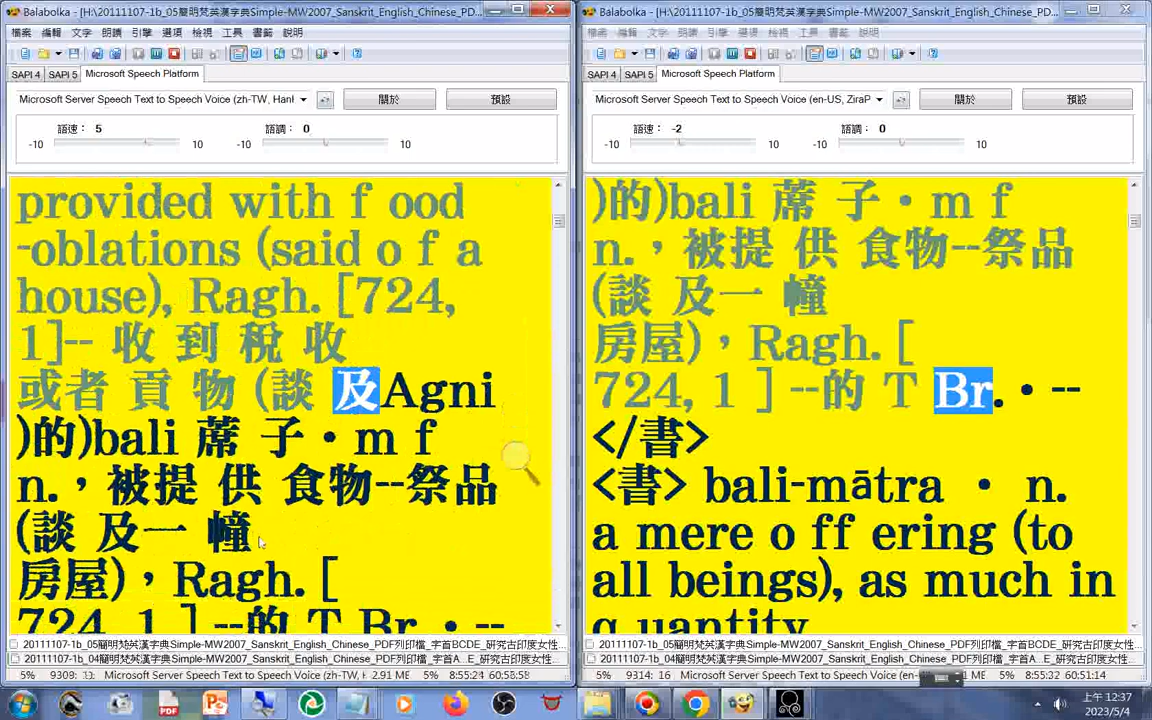 Balabolka - [H:\20111107-1b_05簡明梵英漢字典Simple-MW2007_Sanskrit_English_Chinese_PD...
檔案 編輯 文字 朗讀 引擎 選項 檢視 工具 書籤 說明
SAPI 4 SAPI 5 Microsoft Speech Platform
Microsoft Server Speech Text to Speech Voice (zh-TW, Hanl
關於 預設
語速： 5 語調： 0
-10 10 -10 10
provided with f ood
-oblations (said o f a
house), Ragh. [724,
1]-- 收 到 稅 收
或者 貢 物 (談 及Agni
)的)bali 蓆 子 · m f
n.，被提 供 食物--祭品
(談 及一 幢
房屋)，Ragh. [
724, 1 ] --的 T Br. · --
20111107-1b_05簡明梵英漢字典Simple-MW2007_Sanskrit_English_Chinese_PDF列印檔_字首BCDE_研究古印度女性...
20111107-1b_04簡明梵英漢字典Simple-MW2007_Sanskrit_English_Chinese_PDF列印檔_字首A...E_研究古印度女性...
5% Microsoft Server Speech Text to Speech Voice (zh-TW, H 2.91 ME 5% 8:55:24 60:58:58
Balabolka - [H:\20111107-1b_05簡明梵英漢字典Simple-MW2007_Sanskrit_English_Chinese_PD...
檔案 編輯 文字 朗讀 引擎 選項 檢視 工具 書籤 說明
SAPI 4 SAPI 5 Microsoft Speech Platform
Microsoft Server Speech Text to Speech Voice (en-US, ZiraP
關於 預設
語速： -2 語調： 0
-10 10 -10 10
)的)bali 蓆 子 · m f
n.，被提 供 食物--祭品
(談 及一 幢
房屋)，Ragh. [
724, 1 ] --的 T Br. · --
</書>
<書> bali-mātra · n.
a mere o ff ering (to
all beings), as much in
q uantity
20111107-1b_05簡明梵英漢字典Simple-MW2007_Sanskrit_English_Chinese_PDF列印檔_字首BCDE_研究古印度女性...
20111107-1b_04簡明梵英漢字典Simple-MW2007_Sanskrit_English_Chinese_PDF列印檔_字首A...E_研究古印度女性...
5% 9314: 16 Microsoft Server Speech Text to Speech Voice (en-U 5% 8:55:32 60:51:14
上午 12:37
2023/5/4